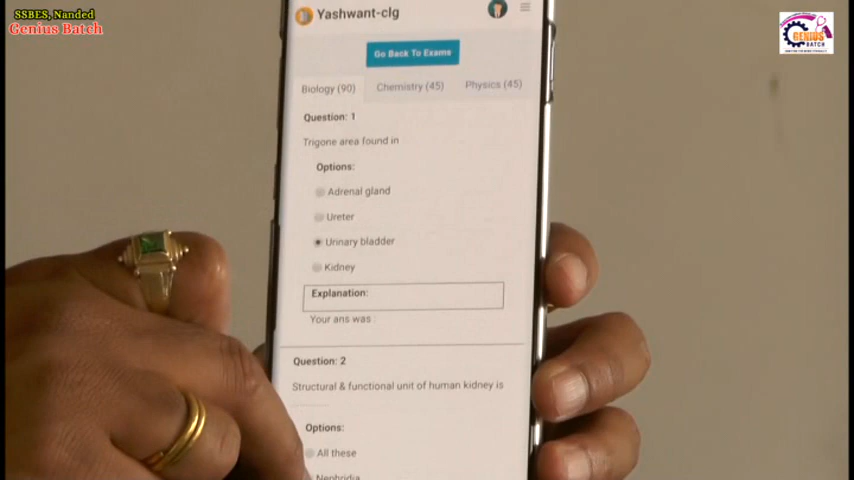 SSBES, Nanded
Genius Batch
GENIUS
BATCH
Yashwant-clg
Go Back To Exams
Biology (90) Chemistry (45) Physics (45)
Question: 1
Trigone area found in
Options:
Adrenal gland
Ureter
Urinary bladder
Kidney
Explanation:
Your ans was :
Question: 2
Structural & functional unit of human kidney is
Options:
All these
Nephridia